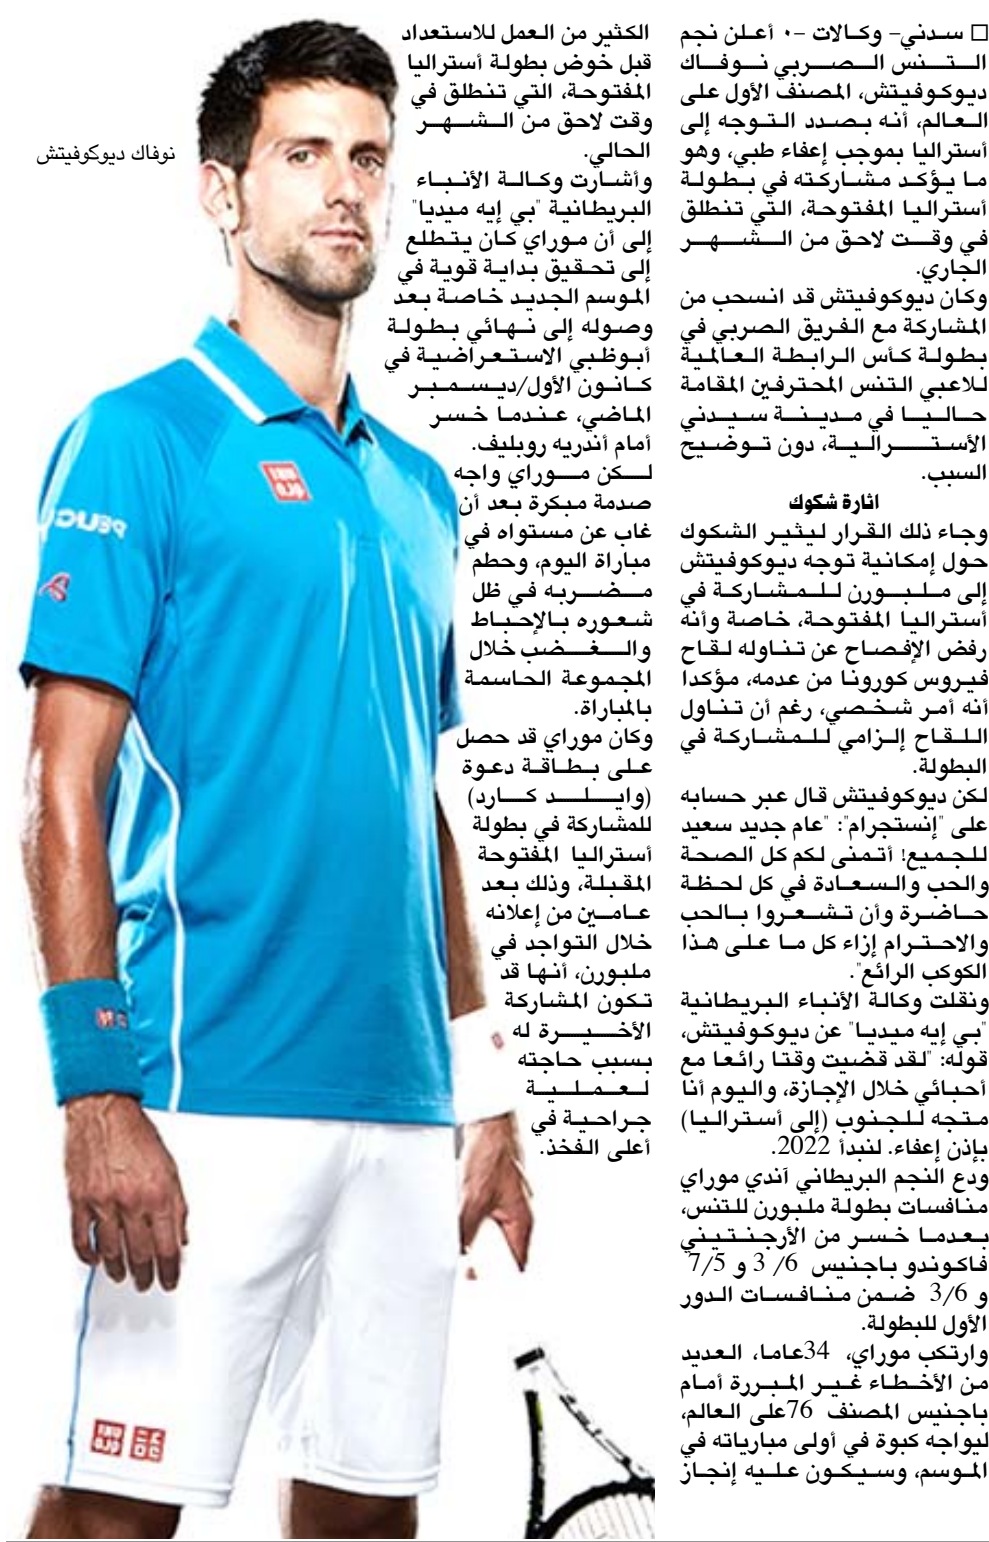 □ سدني- وكالات -٠ أعلن نجم
التنس الصربي نوفاك
ديوكوفيتش، المصنف الأول على
العالم، أنه بصدد التوجه إلى
أستراليا بموجب إعفاء طبي، وهو
ما يؤكد مشاركته في بطولة
أستراليا المفتوحة، التي تنطلق
في وقت لاحق من الشهر
الجاري.
وكان ديوكوفيتش قد انسحب من
المشاركة مع الفريق الصربي في
بطولة كأس الرابطة العالمية
للاعبي التنس المحترفين المقامة
حاليا في مدينة سيدني
الأسترالية، دون توضيح
السبب.
اثارة شكوك
وجاء ذلك القرار ليثير الشكوك
حول إمكانية توجه ديوكوفيتش
إلى ملبورن للمشاركة في
أستراليا المفتوحة، خاصة وأنه
رفض الإفصاح عن تناوله لقاح
فيروس كورونا من عدمه، مؤكدا
أنه أمر شخصي، رغم أن تناول
اللقاح إلزامي للمشاركة في
البطولة.
لكن ديوكوفيتش قال عبر حسابه
على "إنستجرام": "عام جديد سعيد
للجميع! أتمنى لكم كل الصحة
والحب والسعادة في كل لحظة
حاضرة وأن تشعروا بالحب
والاحترام إزاء كل ما على هذا
الكوكب الرائع".
ونقلت وكالة الأنباء البريطانية
"بي إيه ميديا" عن ديوكوفيتش،
قوله: "لقد قضيت وقتا رائعا مع
أحبائي خلال الإجازة، واليوم أنا
متجه للجنوب (إلى أستراليا)
بإذن إعفاء. لنبدأ 2022.
ودع النجم البريطاني آندي موراي
منافسات بطولة ملبورن للتنس،
بعدما خسر من الأرجنتيني
فاكوندو باجنيس 6/ 3 و 7/5
و 3/6 ضمن منافسات الدور
الأول للبطولة.
وارتكب موراي، 34عاما، العديد
من الأخطاء غير المبررة أمام
باجنيس المصنف 76على العالم،
ليواجه كبوة في أولى مبارياته في
الموسم، وسيكون عليه إنجاز
الكثير من العمل للاستعداد
قبل خوض بطولة أستراليا
المفتوحة، التي تنطلق في
وقت لاحق من الشهر
الحالي.
وأشارت وكالة الأنباء
البريطانية "بي إيه ميديا"
إلى أن موراي كان يتطلع
إلى تحقيق بداية قوية في
الموسم الجديد خاصة بعد
وصوله إلى نهائي بطولة
أبوظبي الاستعراضية في
كانون الأول/ديسمبر
الماضي، عندما خسر
أمام أندريه روبليف.
لكن موراي واجه
صدمة مبكرة بعد أن
غاب عن مستواه في
مباراة اليوم، وحطم
مضربه في ظل
شعوره بالإحباط
والغضب خلال
المجموعة الحاسمة
بالمباراة.
وكان موراي قد حصل
على بطاقة دعوة
(وايلد كارد)
للمشاركة في بطولة
أستراليا المفتوحة
المقبلة، وذلك بعد
عامين من إعلانه
خلال التواجد في
ملبورن، أنها قد
تكون المشاركة
الأخيرة له
بسبب حاجته
لعملية
جراحية في
أعلى الفخذ.
نوفاك ديوكوفيتش